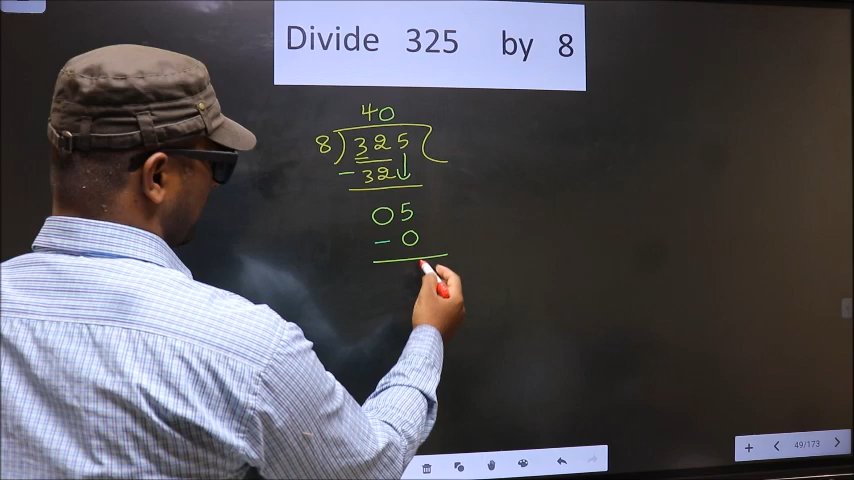 Divide 325 by 8
40
8 ) 325 (
- 32↓
05
- 0
+ < 49/173 >